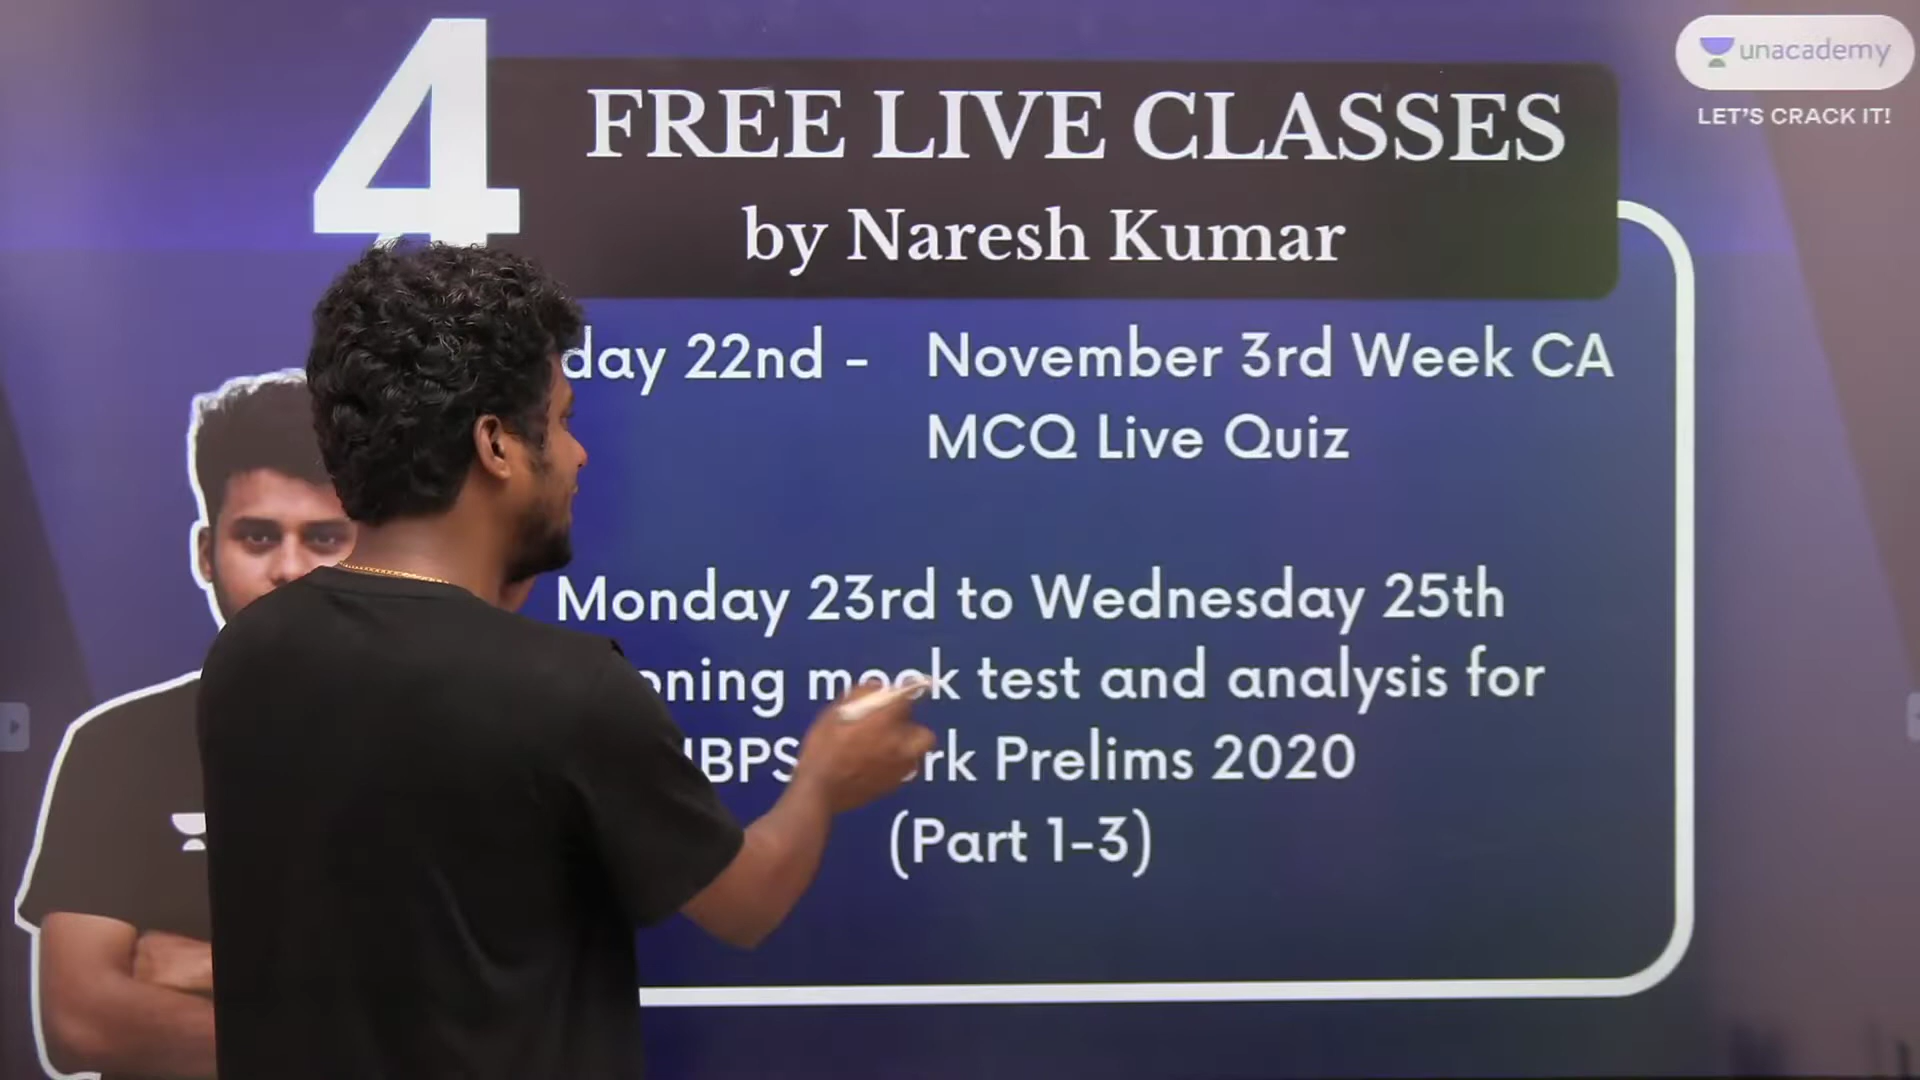 4
FREE LIVE CLASSES
by Naresh Kumar
unacademy
LET'S CRACK IT!
day 22nd - November 3rd Week CA
MCQ Live Quiz
Monday 23rd to Wednesday 25th
oning mock test and analysis for
IBPS rk Prelims 2020
(Part 1-3)